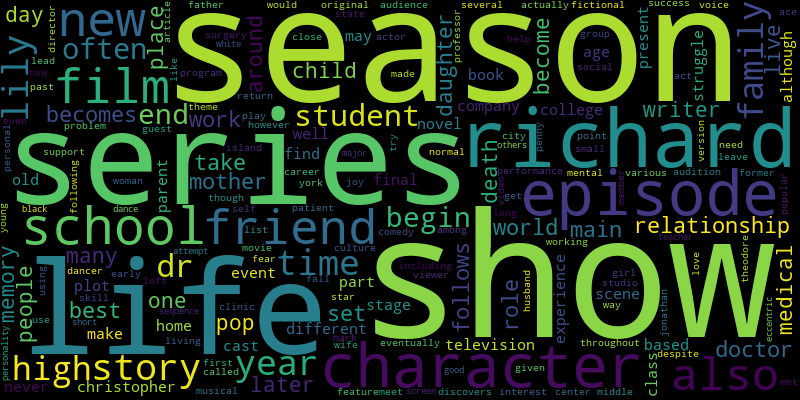 day
new
father
would
original
audience
several
actually
fictional
state
success
voice
ace
lily
director
article
place
season
often
around
surgery
close
actor
may
professor
group
present
family
live
although
lead
white
program
like
film
child
made
daughter
become
age
help
social
book
struggle
act
tony
past
theme
return
becomes
end
work
student
company
college
writer
even
series
richard
problem
guest
play
however
well
novel
city
others
penny
point
small
version
need
leave
personal
support
find
try
normal
death
episode
old
parent
take
island
career
major
mother
woman
though
york
joy
final
mental
various
audition
former
performance
video
member
popular
young
following
black
dance
self
patient
get
long
school
friend
begin
relationship
list
movie
culture
comedy
among
world
main
working
teacher
memory
many
dr
time
fear
including
viewer
follows
show
life
people
dancer
early
left
event
fall
part
star
stage
role
experience
girl
studio
scene
way
love
theodore
medical
using
plot
skill
attempt
personality
use
best
short
one
clinic
pop
set
different
husband
based
jonathan
eccentric
make
home
sequence
living
cast
wife
mark
eventually
television
throughout
doctor
highstory
year
character
also
first
called
good
given
class
despite
met
never
christopher
later
musical
featuremeet
screen
discovers
interest
center
middle